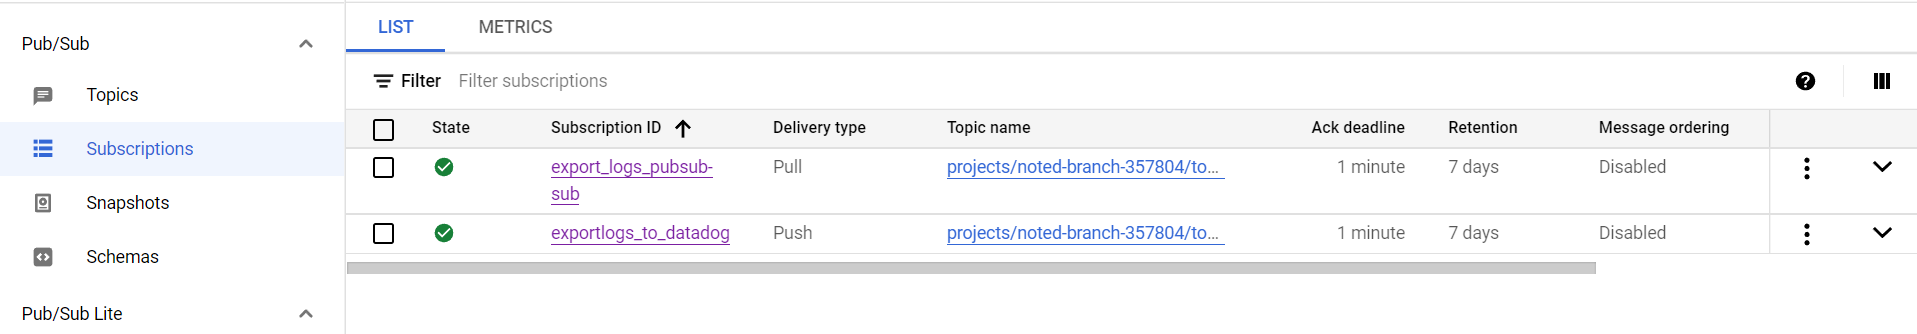 Pub/Sub
Topics
Subscriptions
Snapshots
Schemas
Pub/Sub Lite
LIST METRICS
Filter Filter subscriptions
State Subscription ID Delivery type Topic name Ack deadline Retention Message ordering
export_logs_pubsub- Pull projects/noted-branch-357804/to... 1 minute 7 days Disabled
sub
exportlogs_to_datadog Push projects/noted-branch-357804/to... 1 minute 7 days Disabled